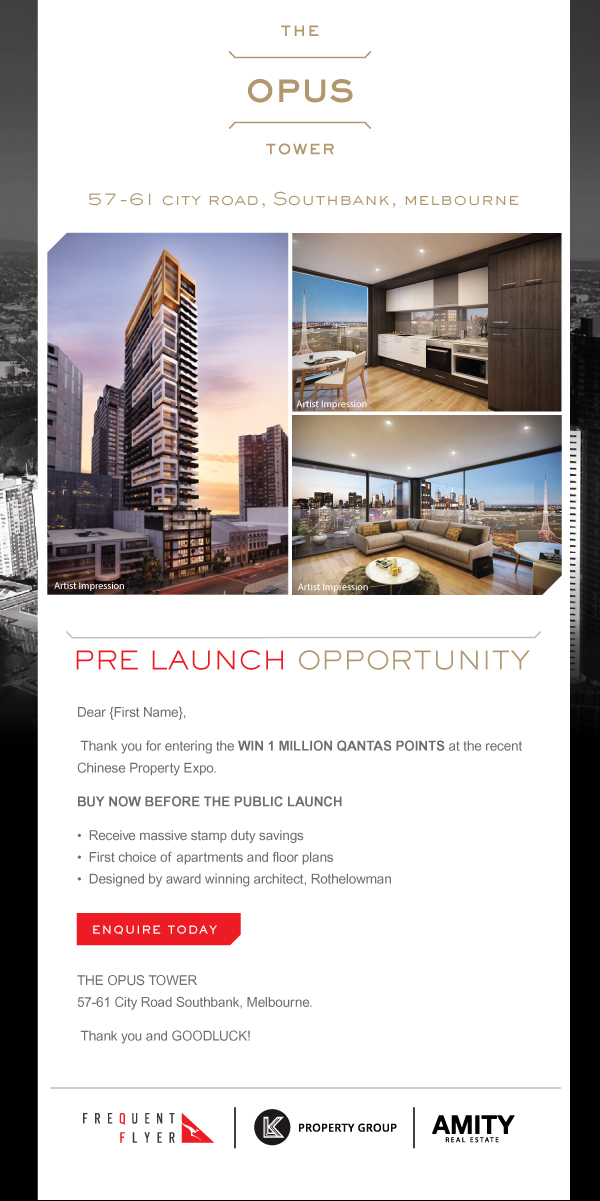 THE
OPUS
TOWER
57-61 CITY ROAD, SOUTHBANK, MELBOURNE
Artist Impression
Artist Impression
Artist Impression
PRE LAUNCH OPPORTUNITY
Dear {First Name},
Thank you for entering the WIN 1 MILLION QANTAS POINTS at the recent
Chinese Property Expo.
BUY NOW BEFORE THE PUBLIC LAUNCH
• Receive massive stamp duty savings
• First choice of apartments and floor plans
• Designed by award winning architect, Rothelowman
ENQUIRE TODAY
THE OPUS TOWER
57-61 City Road Southbank, Melbourne.
Thank you and GOODLUCK!
FREQUENT
FLYER
LK PROPERTY GROUP
AMITY
REAL ESTATE